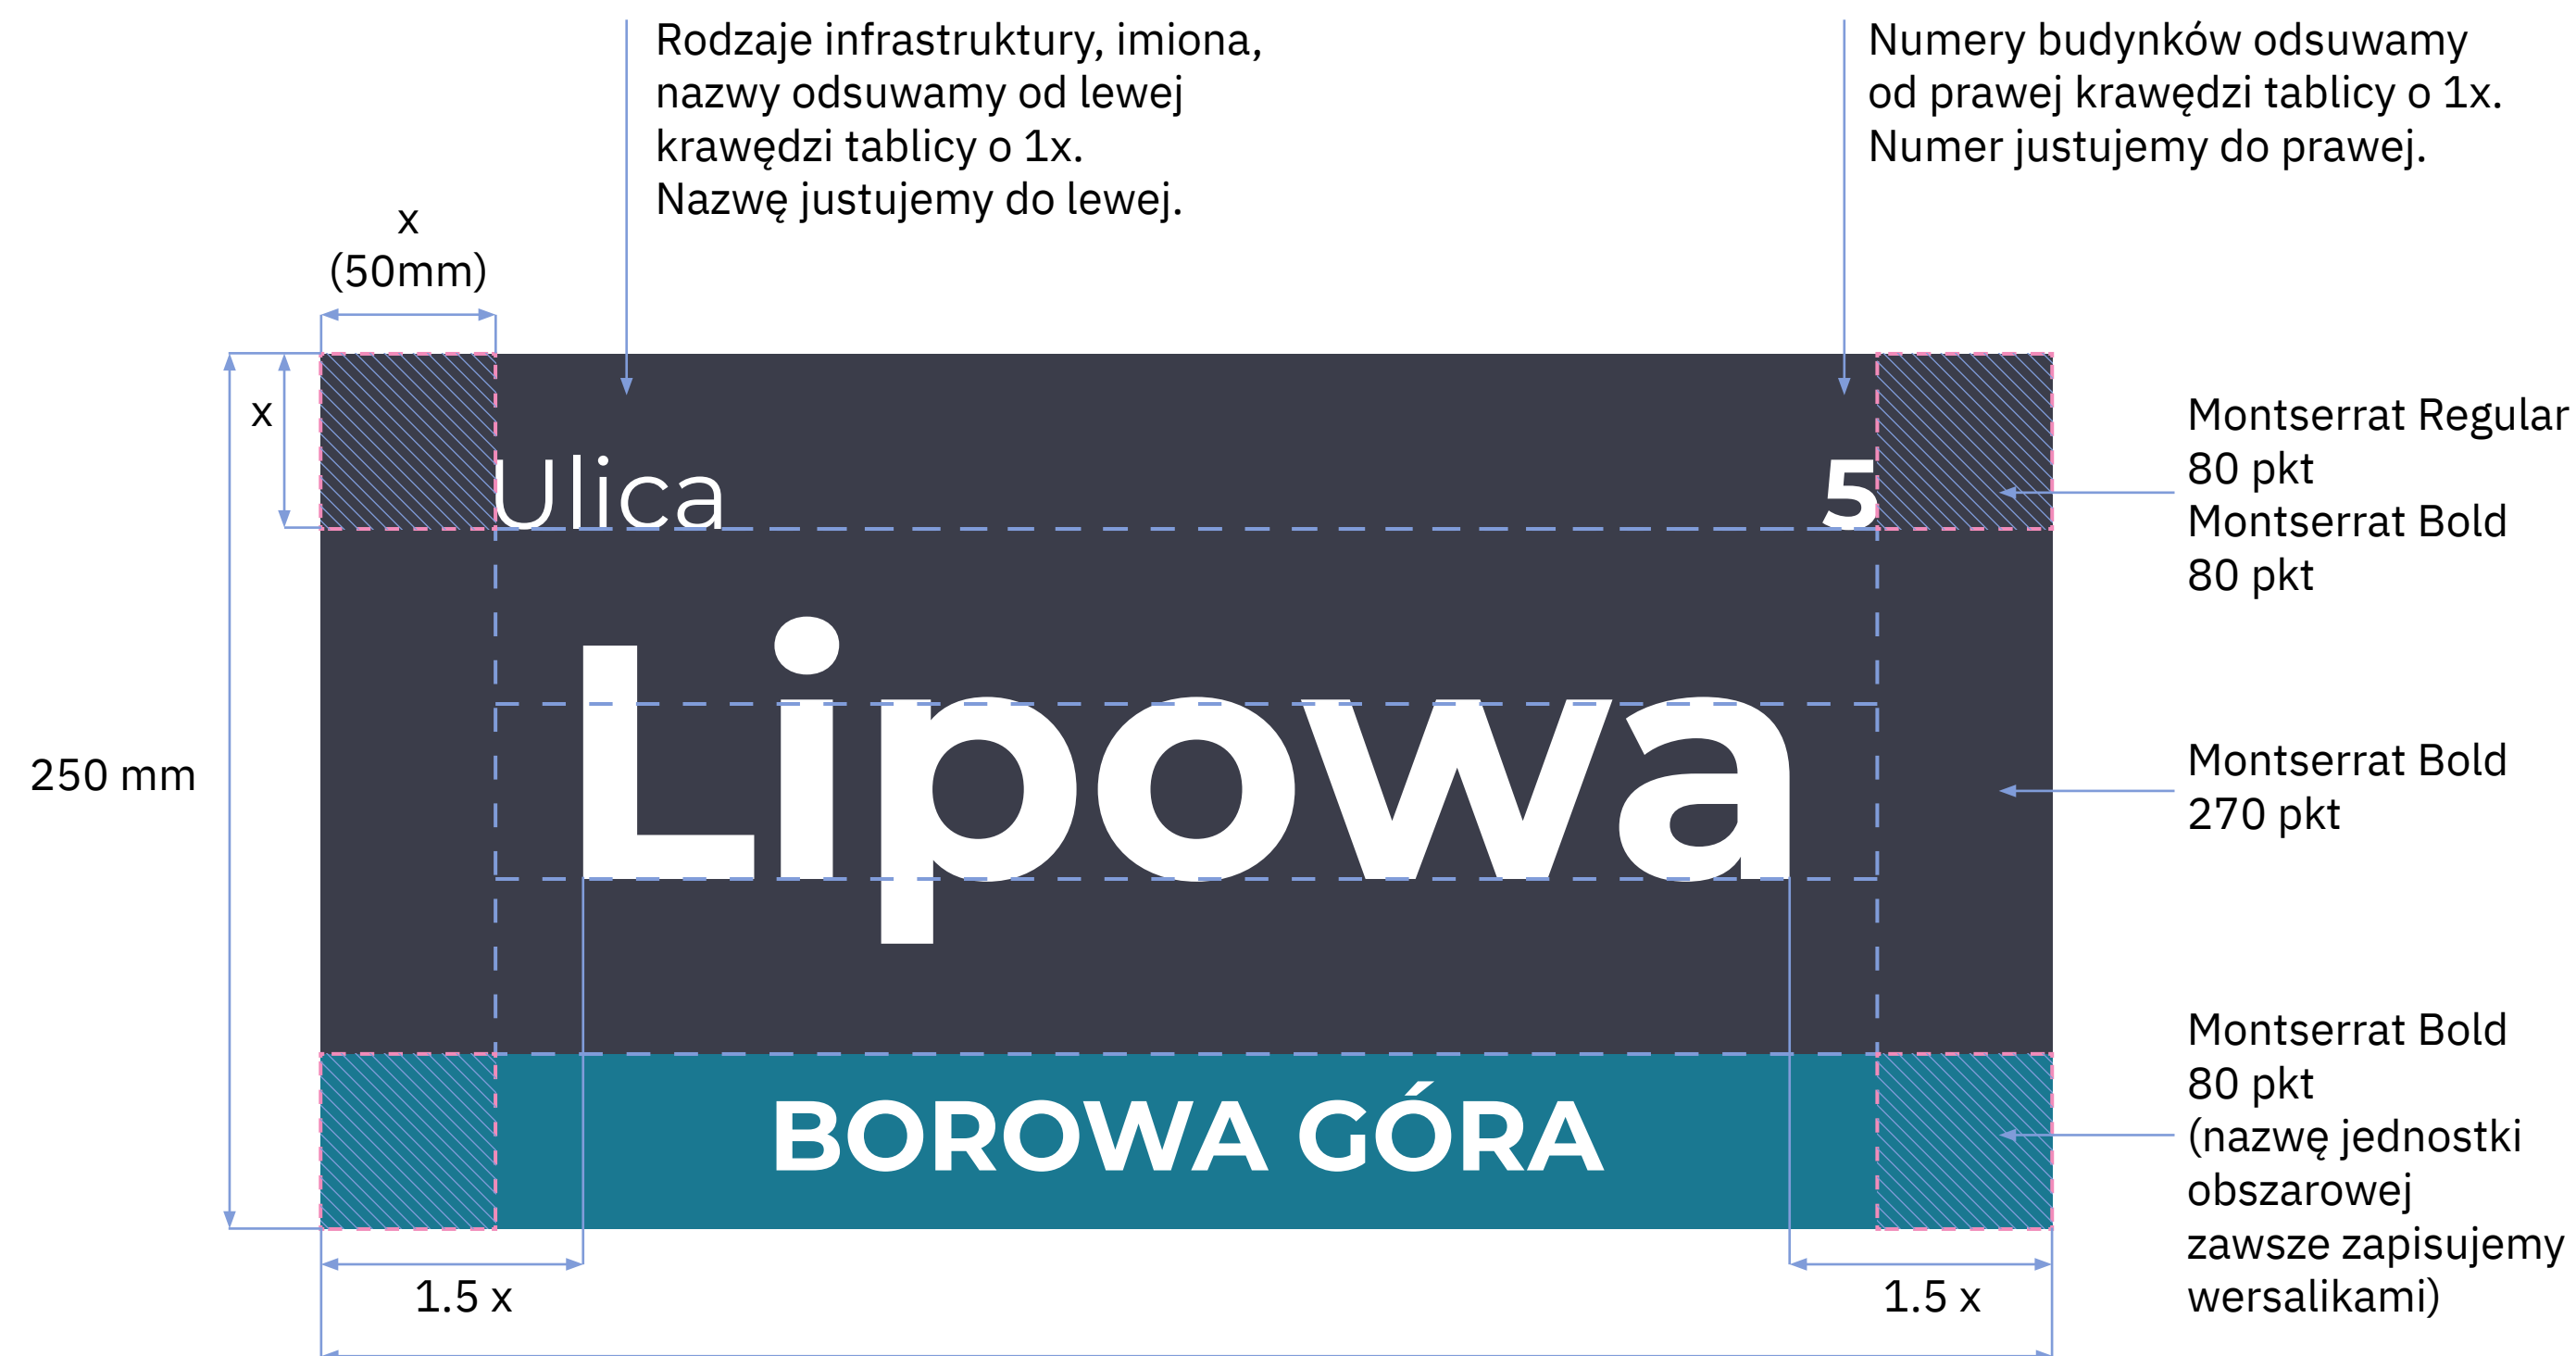 Rodzaje infrastruktury, imiona,
nazwy odsuwamy od lewej
krawędzi tablicy o 1x.
Nazwę justujemy do lewej.
Numery budynków odsuwamy
od prawej krawędzi tablicy o 1x.
Numer justujemy do prawej.
x
(50mm)
x
250 mm
Ulica
5
Lipowa
BOROWA GÓRA
Montserrat Regular
80 pkt
Montserrat Bold
80 pkt
Montserrat Bold
270 pkt
Montserrat Bold
80 pkt
(nazwę jednostki
obszarowej
zawsze zapisujemy
wersalikami)
1.5 x
1.5 x